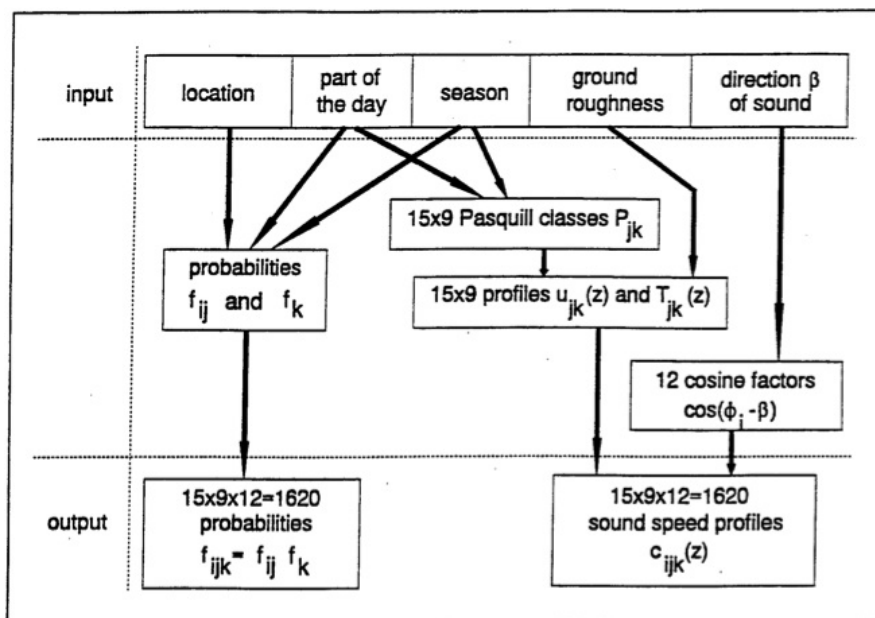 input
location
part of
the day
season
ground
roughness
direction β
of sound
15x9 Pasquill classes P_jk
probabilities
f_ij and f_k
15x9 profiles u_jk(z) and T_jk(z)
12 cosine factors
cos(ϕ_i -β)
output
15x9x12=1620
probabilities
f_ijk= f_ij f_k
15x9x12=1620
sound speed profiles
c_ijk(z)